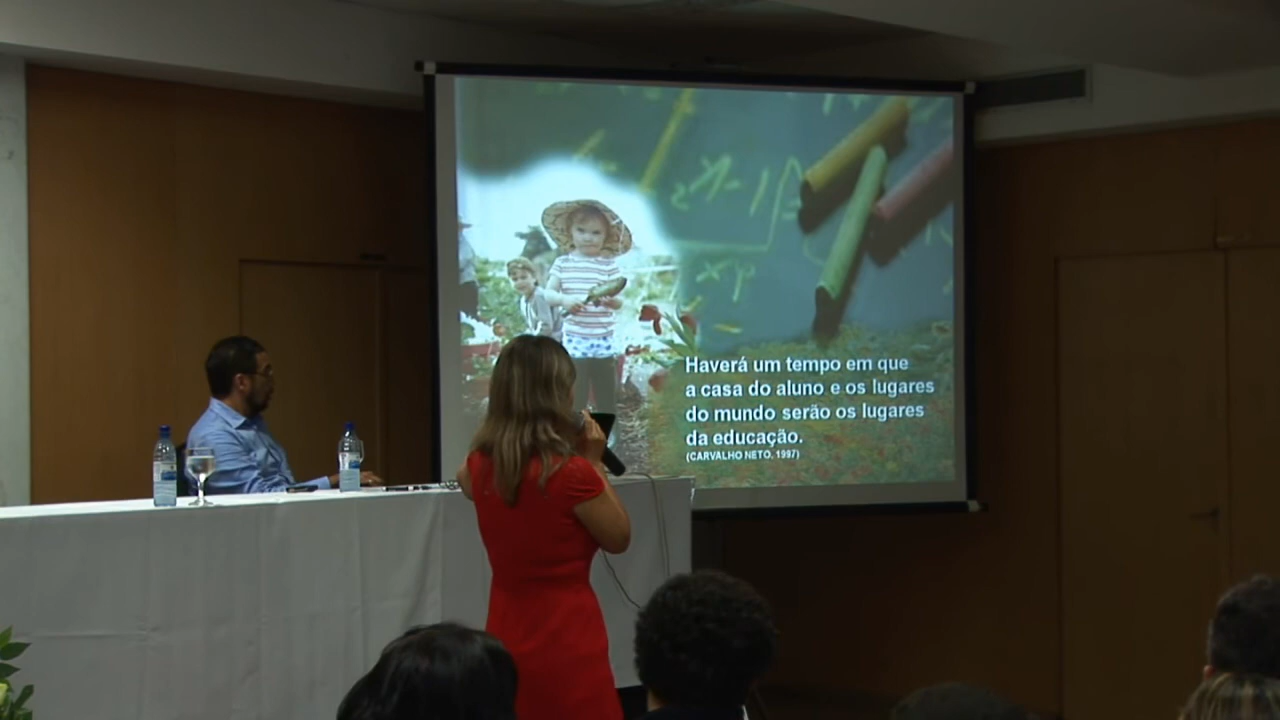 Haverá um tempo em que
a casa do aluno e os lugares
do mundo serão os lugares
da educação.
(CARVALHO NETO, 1997)